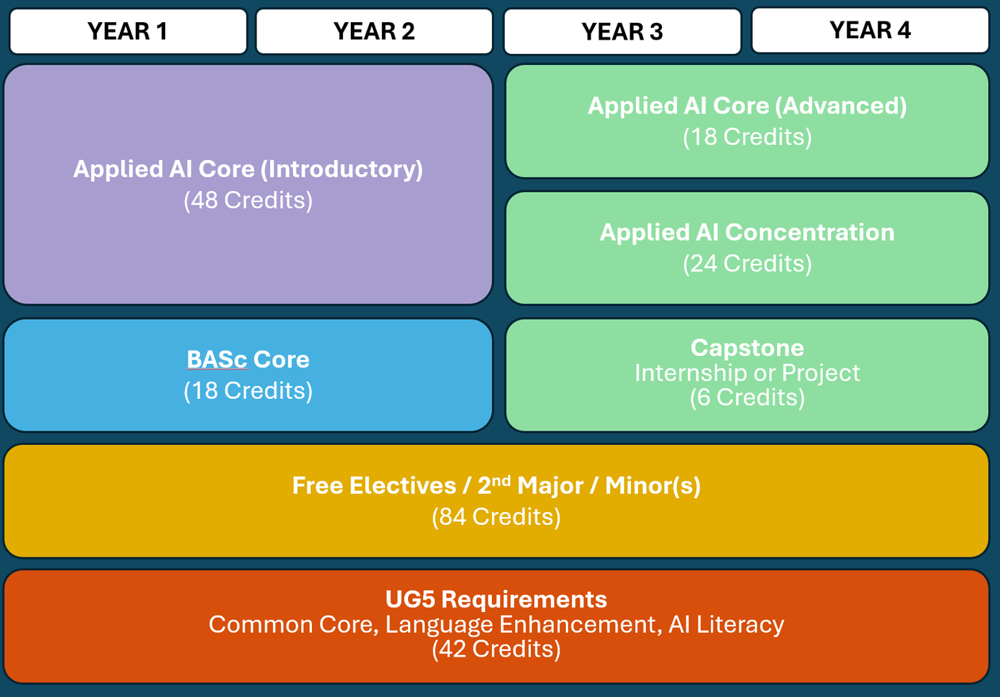 YEAR 1
YEAR 2
YEAR 3
YEAR 4
Applied AI Core (Introductory)
(48 Credits)
Applied AI Core (Advanced)
(18 Credits)
Applied AI Concentration
(24 Credits)
BASc Core
(18 Credits)
Capstone
Internship or Project
(6 Credits)
Free Electives / 2nd Major / Minor(s)
(84 Credits)
UG5 Requirements
Common Core, Language Enhancement, AI Literacy
(42 Credits)